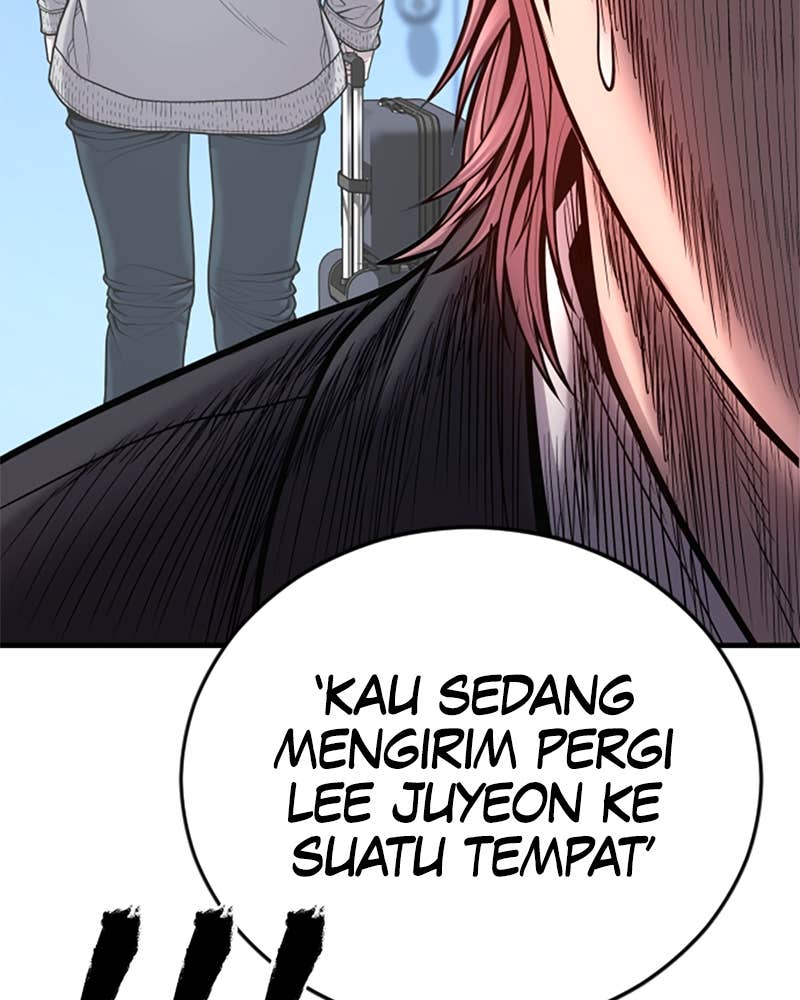 'KAU SEDANG
MENGIRIM PERGI
LEE JUYEON KE
SUATU TEMPAT'